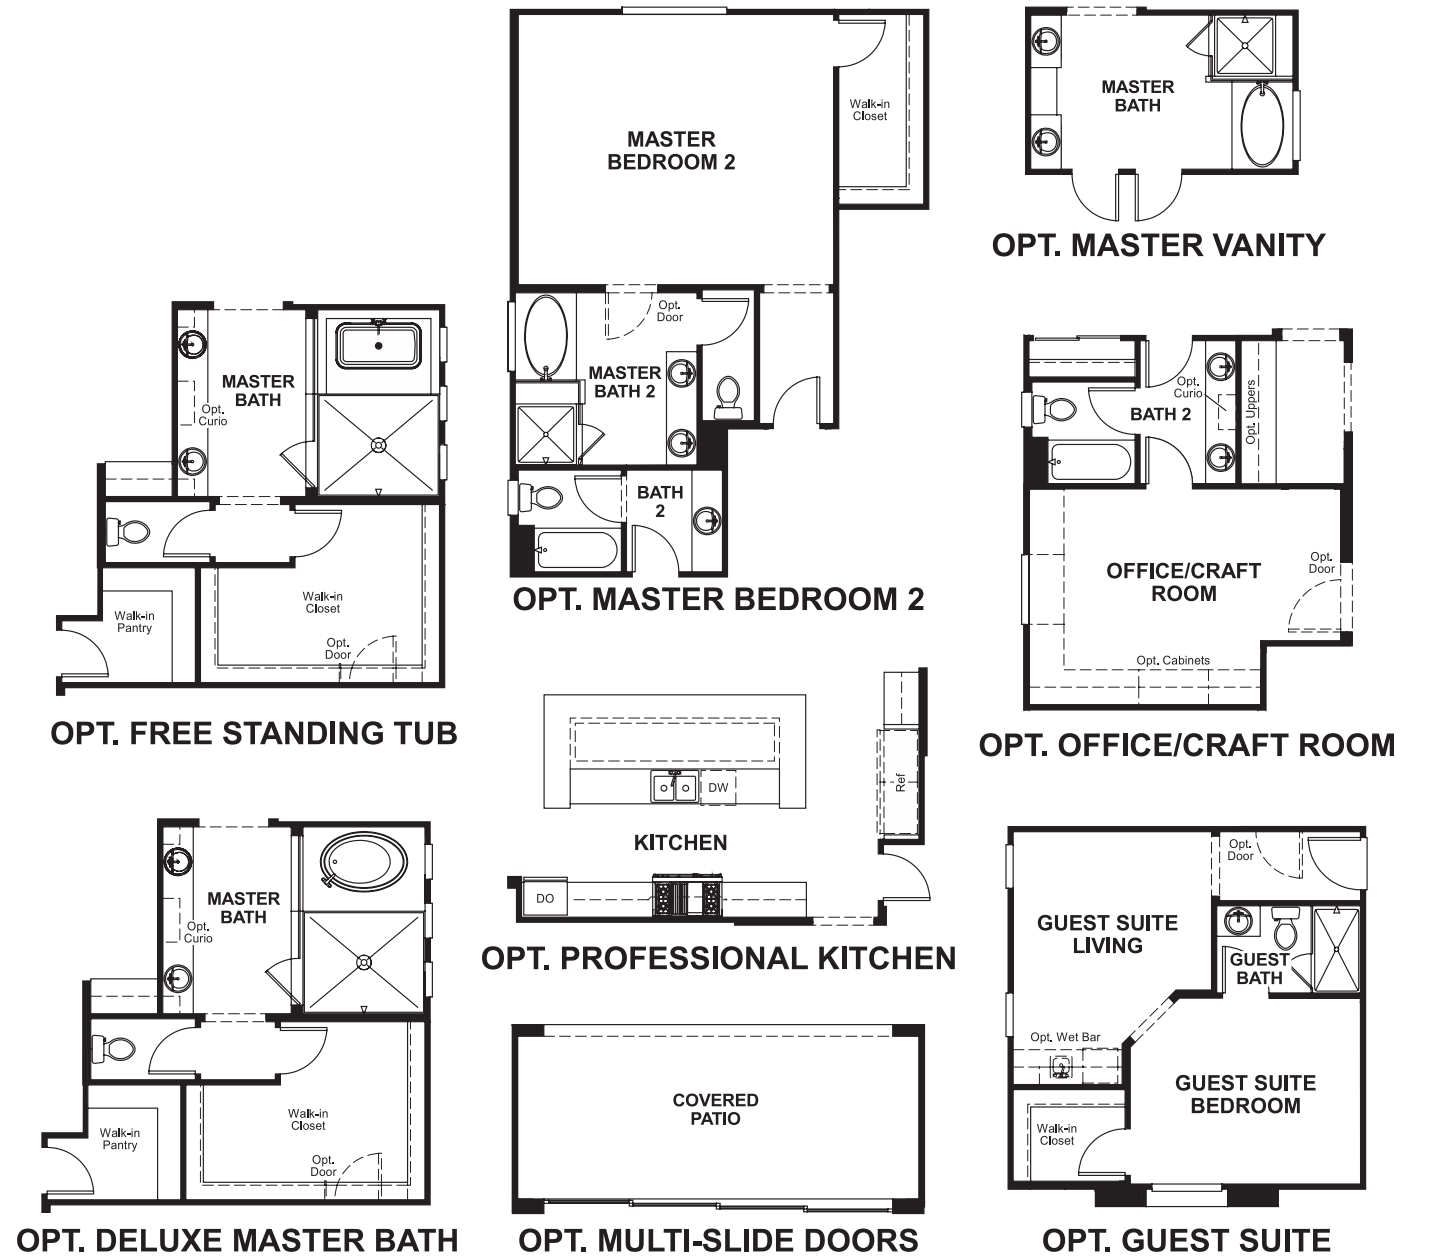 MASTER
BEDROOM 2
Walk-in
Closet
Opt.
Door
MASTER
BATH 2
BATH
2
OPT. MASTER BEDROOM 2
MASTER
BATH
OPT. MASTER VANITY
MASTER
BATH
Opt.
Curio
Walk-in
Closet
Walk-in
Pantry
Opt.
Door
OPT. FREE STANDING TUB
Opt.
Curio
BATH 2
Opt. Uppers
OFFICE/CRAFT
ROOM
Opt.
Door
Opt. Cabinets
OPT. OFFICE/CRAFT ROOM
DW
Ref
KITCHEN
DO
OPT. PROFESSIONAL KITCHEN
MASTER
BATH
Opt.
Curio
Walk-in
Closet
Walk-in
Pantry
Opt.
Door
OPT. DELUXE MASTER BATH
COVERED
PATIO
OPT. MULTI-SLIDE DOORS
Opt.
Door
GUEST SUITE
LIVING
GUEST
BATH
Opt. Wet Bar
GUEST SUITE
BEDROOM
Walk-in
Closet
OPT. GUEST SUITE